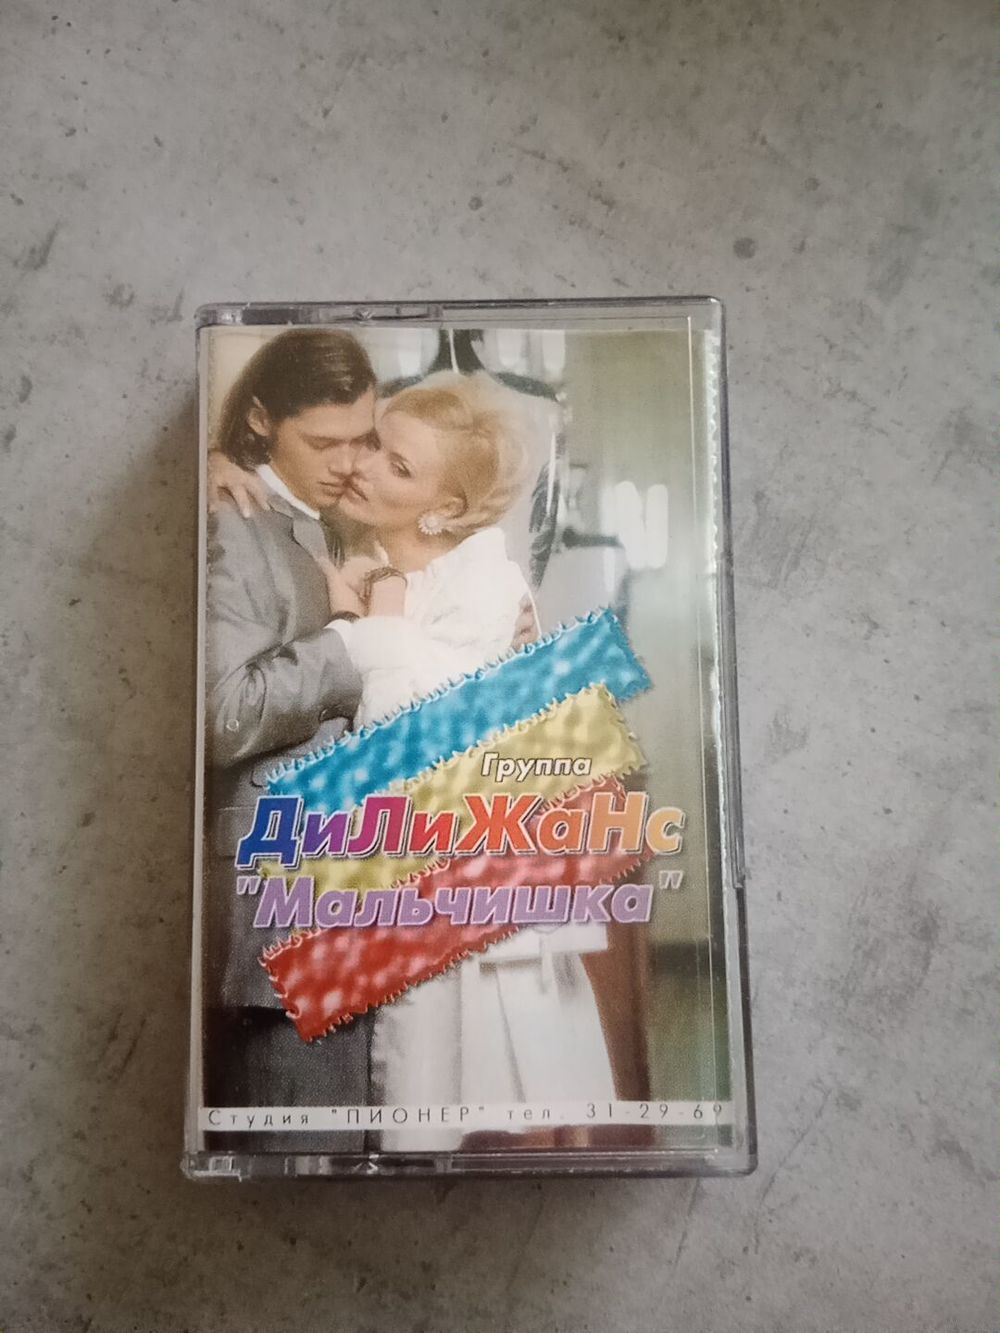 Группа
ДиЛиЖаНс
"Мальчишка"
Студия "ПИОНЕР" тел. 31-29-69